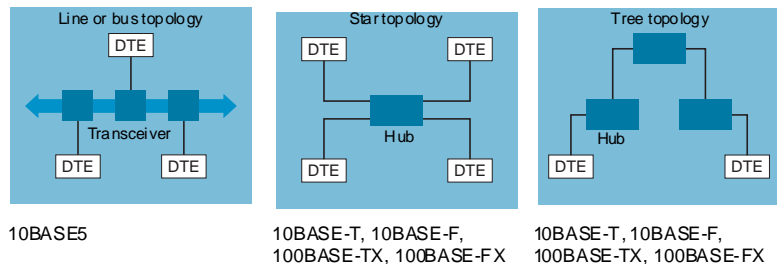 Line or bus topology
DTE
Transceiver
DTE DTE
10BASE5
Star topology
DTE DTE
Hub
DTE DTE
10BASE-T, 10BASE-F,
100BASE-TX, 100BASE-FX
Tree topology
Hub
DTE DTE
10BASE-T, 10BASE-F,
100BASE-TX, 100BASE-FX